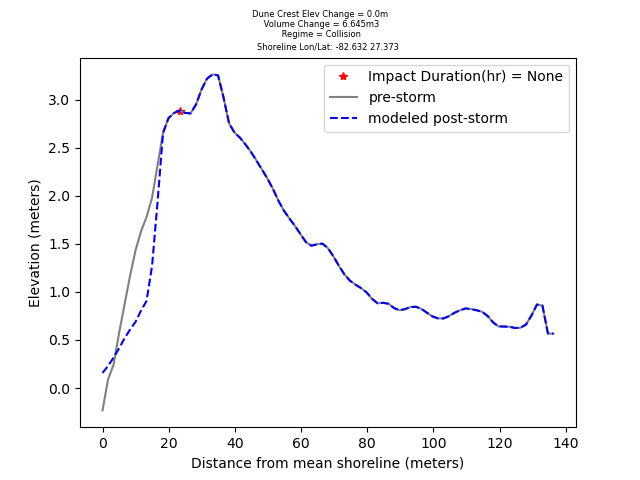 Dune Crest Elev Change = 0.0m
Volume Change = 6.645m3
Regime = Collision
Shoreline Lon/Lat: -82.632 27.373
Impact Duration(hr) = None
pre-storm
modeled post-storm
Elevation (meters)
3.0
2.5
2.0
1.5
1.0
0.5
0.0
0 20 40 60 80 100 120 140
Distance from mean shoreline (meters)